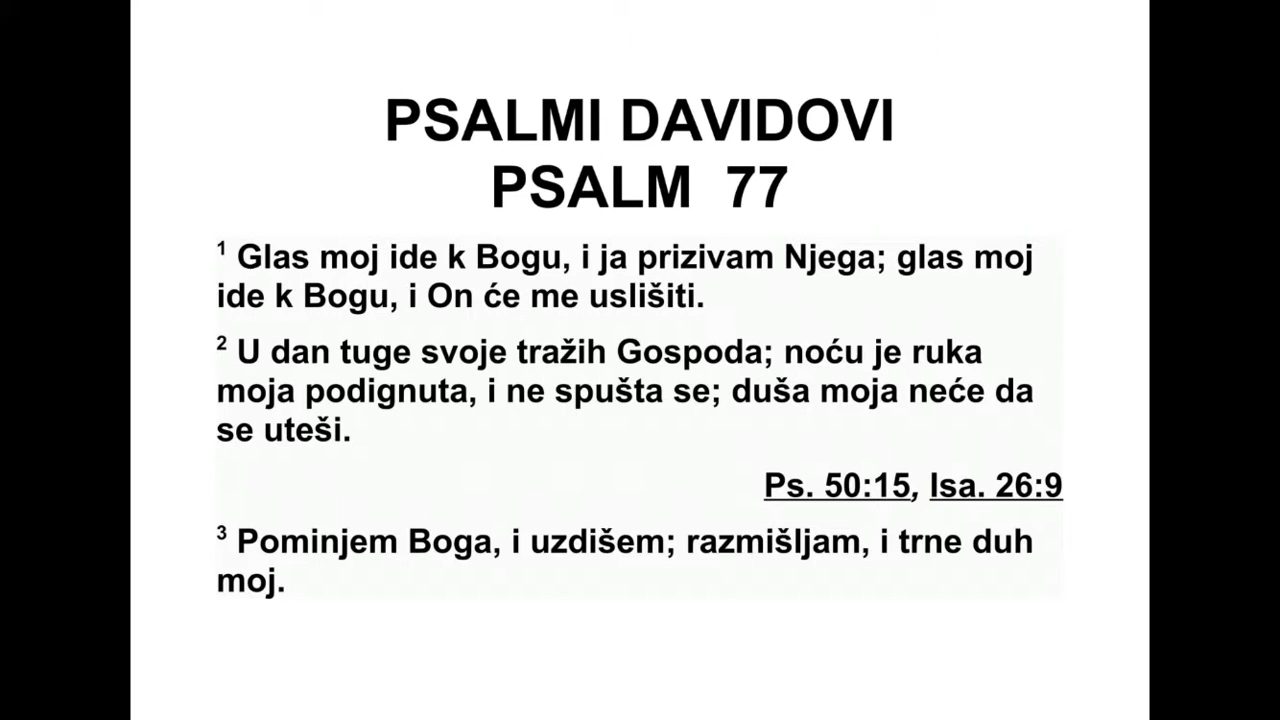 PSALMI DAVIDOVI
PSALM 77
1 Glas moj ide k Bogu, i ja prizivam Njega; glas moj
ide k Bogu, i On će me uslišiti.
2 U dan tuge svoje tražih Gospoda; noću je ruka
moja podignuta, i ne spušta se; duša moja neće da
se uteši.
Ps. 50:15, Isa. 26:9
3 Pominjem Boga, i uzdišem; razmišljam, i trne duh
moj.